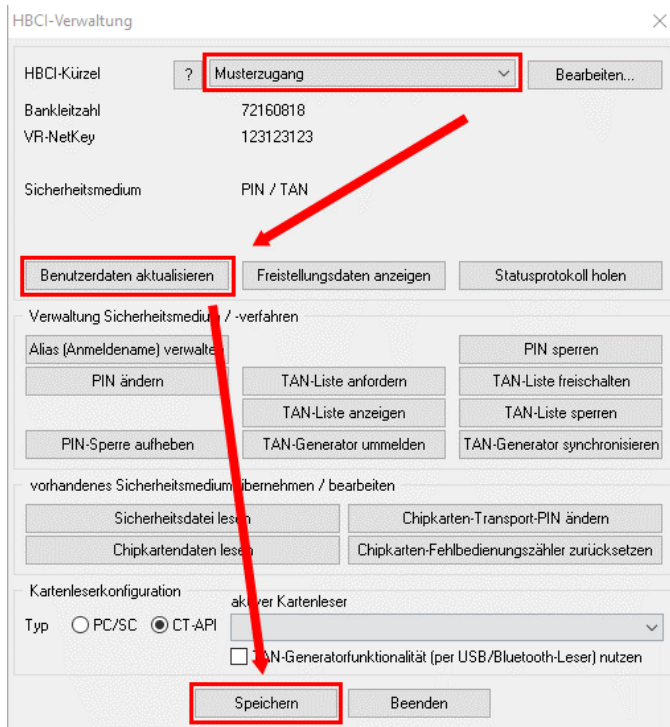 HBCI-Verwaltung
HBCI-Kürzel ? Musterzugang Bearbeiten...
Bankleitzahl 72160818
VR-NetKey 123123123
Sicherheitsmedium PIN / TAN
Benutzerdaten aktualisieren Freistellungsdaten anzeigen Statusprotokoll holen
Verwaltung Sicherheitsmedium / -verfahren
Alias (Anmeldename) verwalten PIN sperren
PIN ändern TAN-Liste anfordern TAN-Liste freischalten
TAN-Liste anzeigen TAN-Liste sperren
PIN-Sperre aufheben TAN-Generator ummelden TAN-Generator synchronisieren
vorhandenes Sicherheitsmedium übernehmen / bearbeiten
Sicherheitsdatei lesen Chipkarten-Transport-PIN ändern
Chipkartendaten lesen Chipkarten-Fehlbedienungszähler zurücksetzen
Kartenleserkonfiguration
aktiver Kartenleser
Typ PC/SC CT-API
TAN-Generatorfunktionalität (per USB/Bluetooth-Leser) nutzen
Speichern Beenden